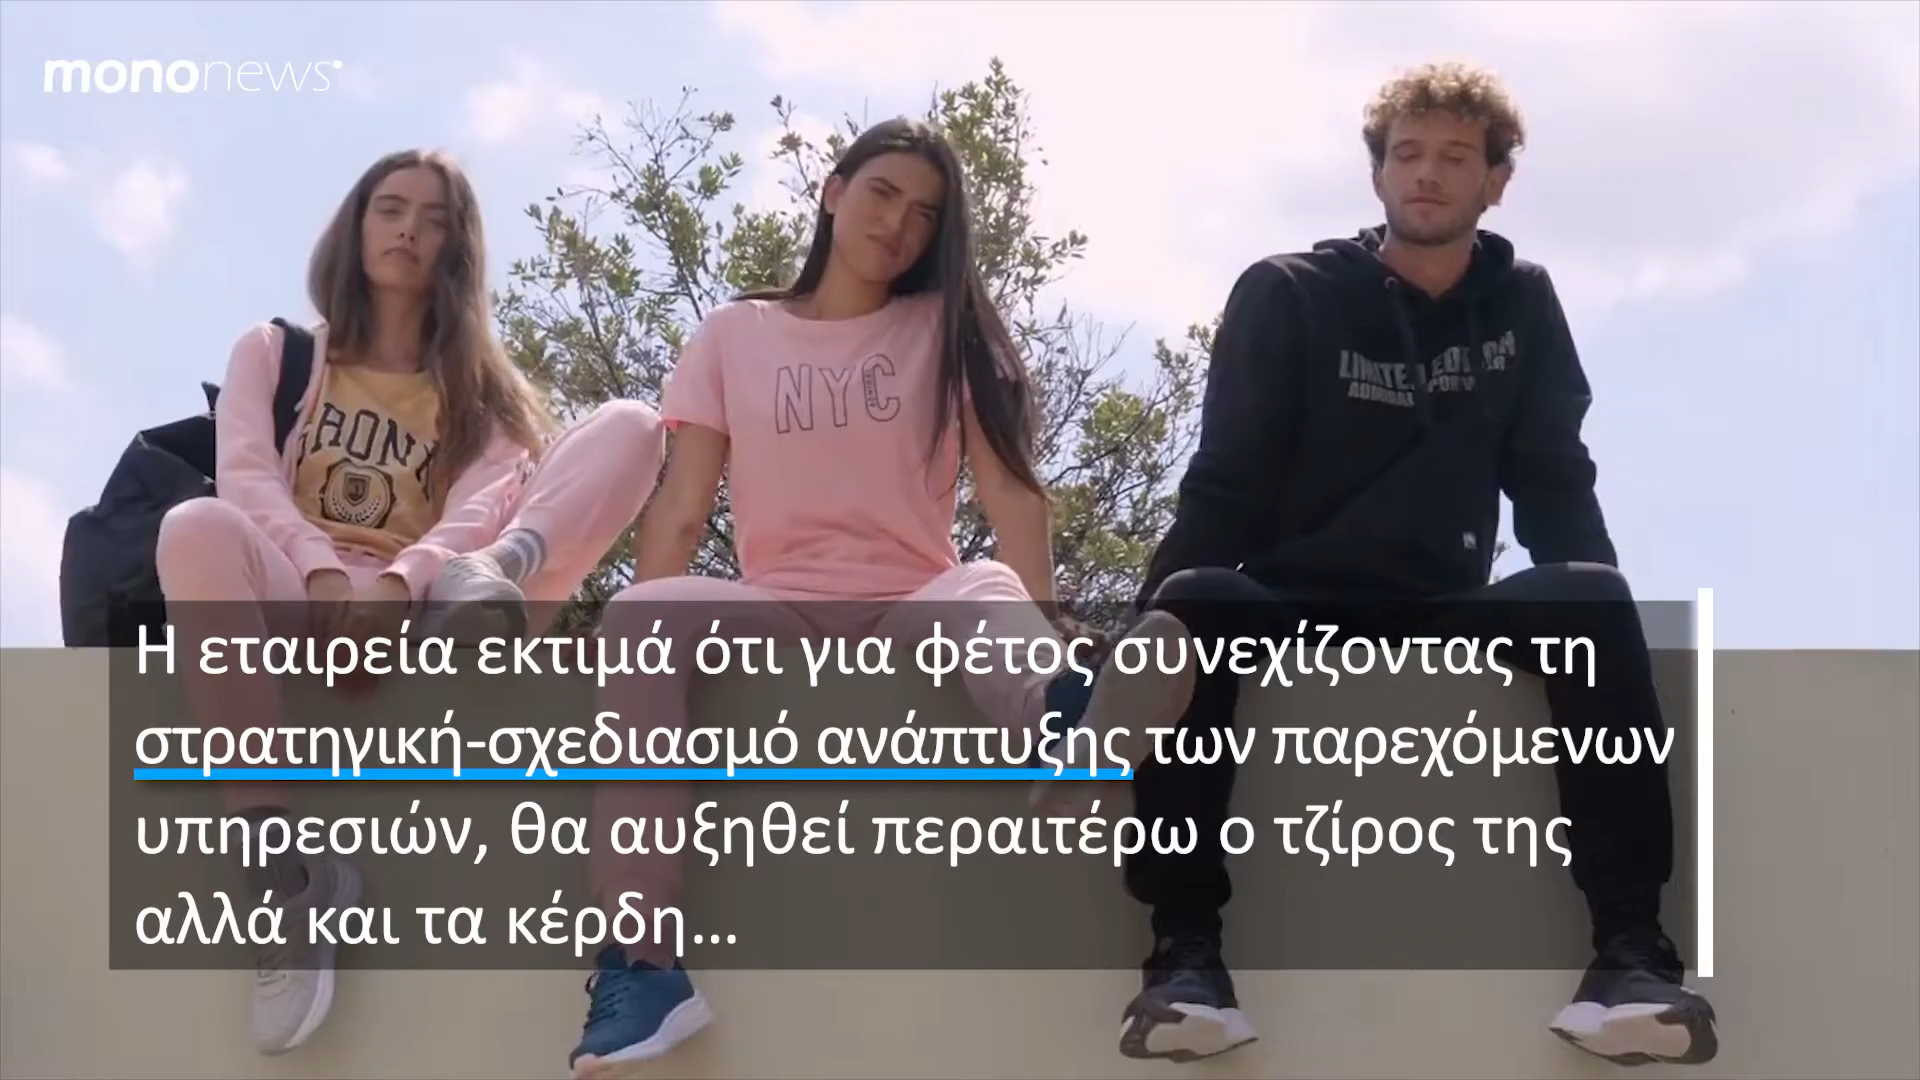 mononews
NYC
Η εταιρεία εκτιμά ότι για φέτος συνεχίζοντας τη
στρατηγική-σχεδιασμό ανάπτυξης των παρεχόμενων
υπηρεσιών, θα αυξηθεί περαιτέρω ο τζίρος της
αλλά και τα κέρδη...